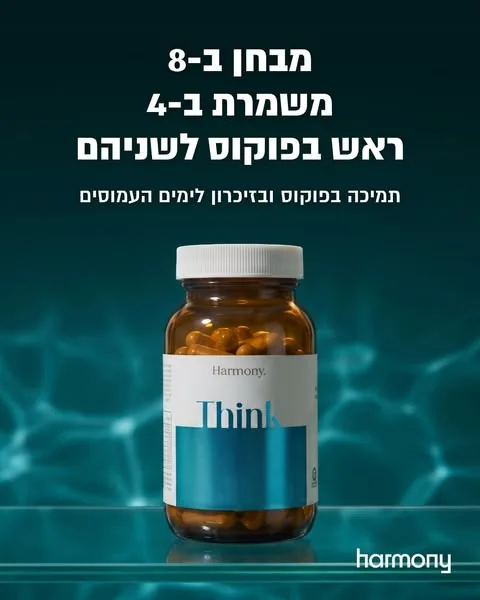 מבחן ב-8
משמרת ב-4
ראש בפוקוס לשניהם
תמיכה בפוקוס ובזיכרון לימים העמוסים
Harmony.
Think
harmony